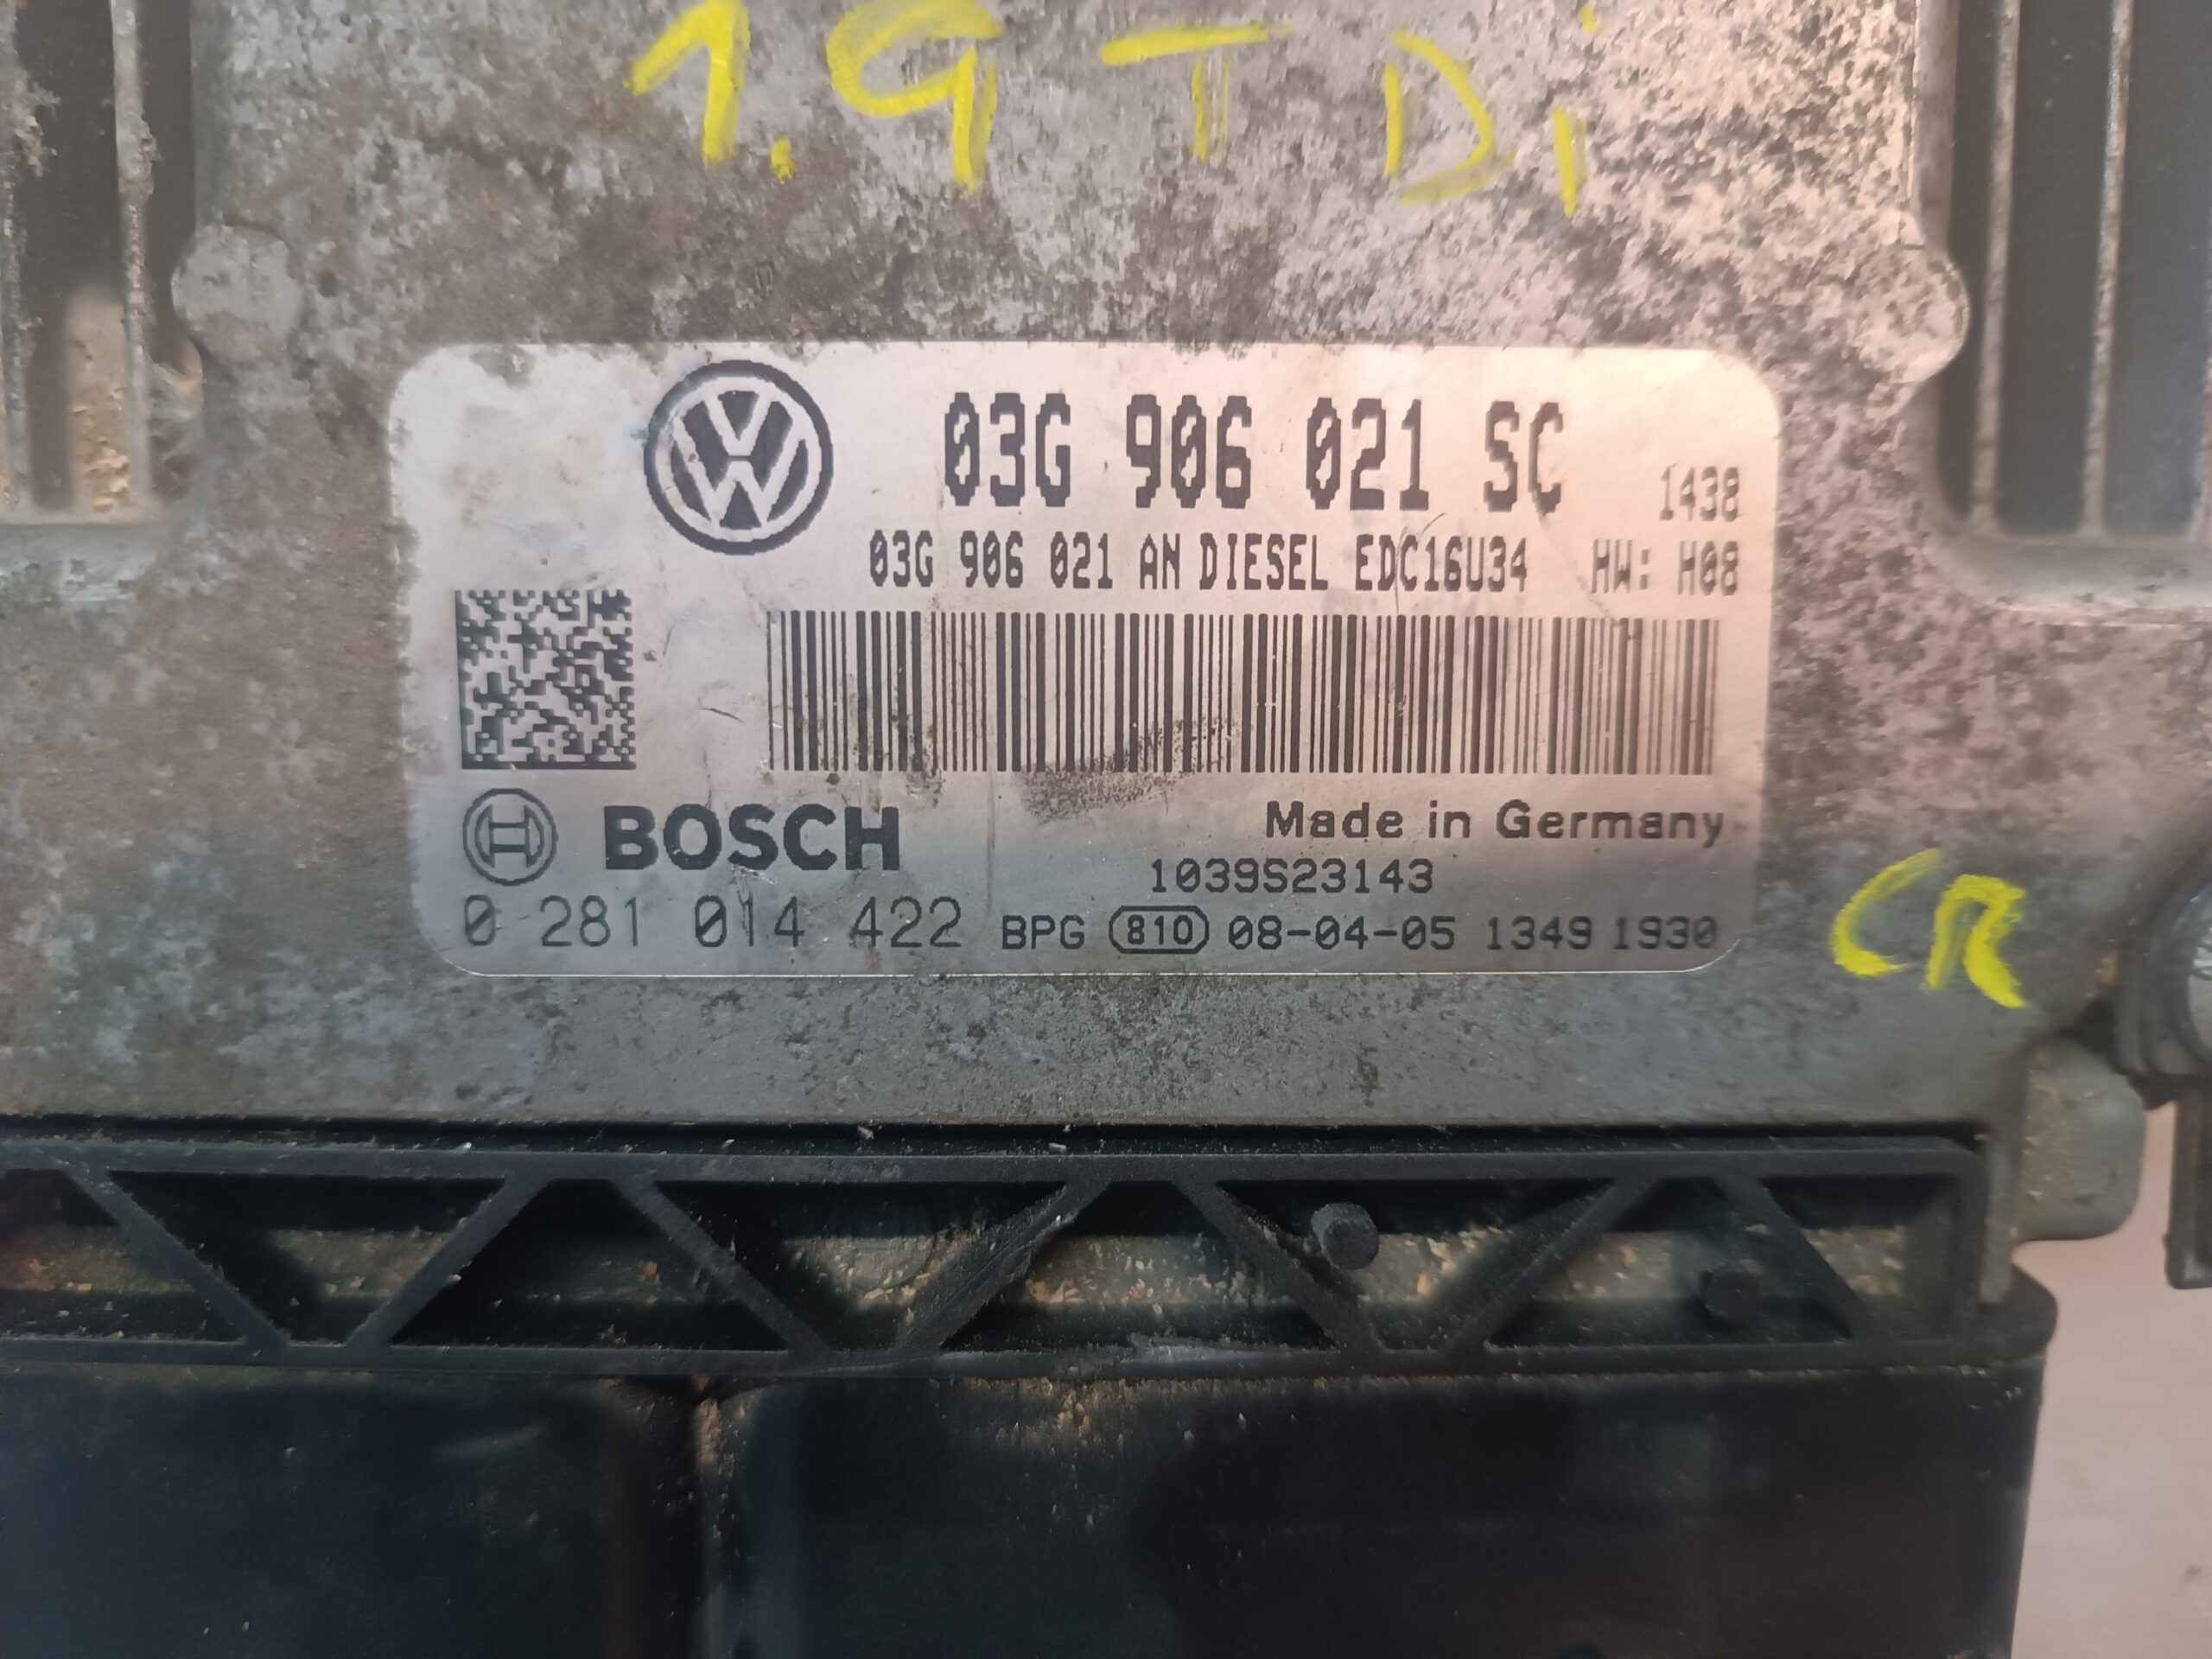 1.9 TDi
03G 906 021 SC 1438
03G 906 021 AN DIESEL EDC16U34 HW: H08
BOSCH
Made in Germany
1039S23143
0 281 014 422 BPG 810 08-04-05 1349 1930
CR